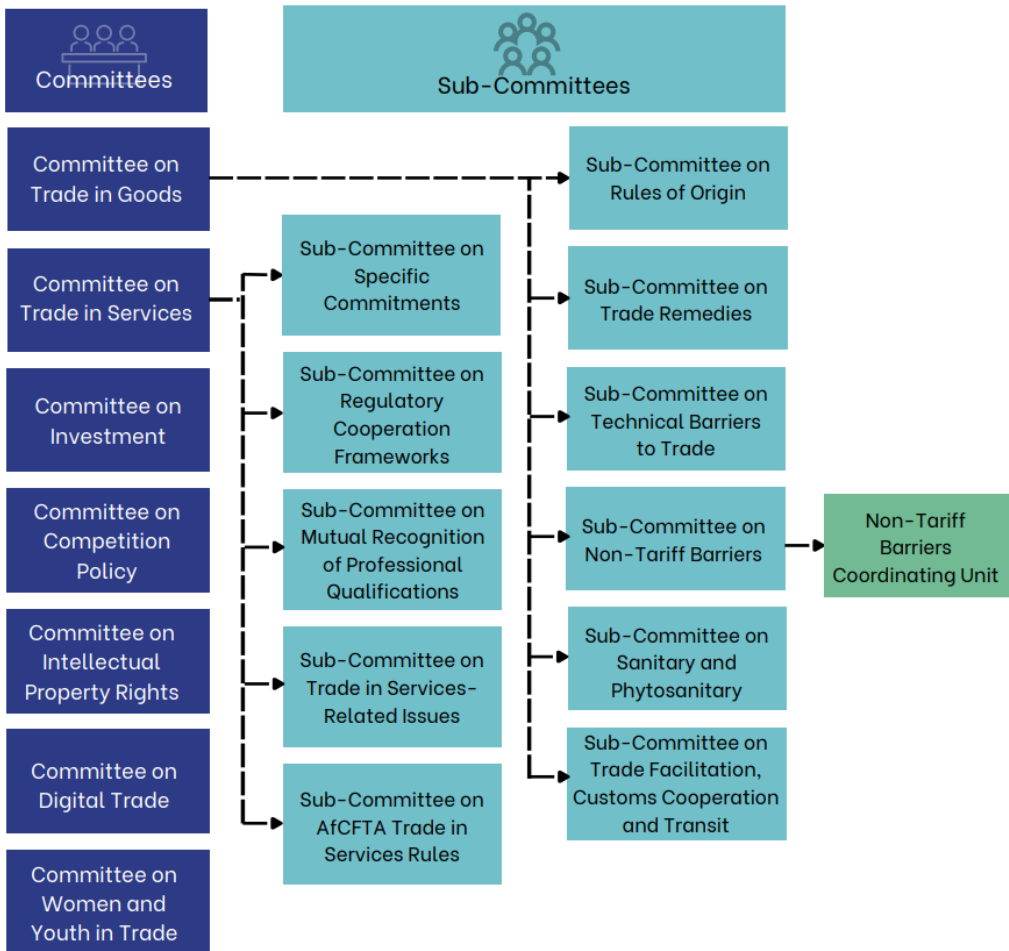 Committees
Sub-Committees
Committee on
Trade in Goods
Committee on
Trade in Services
Committee on
Investment
Committee on
Competition
Policy
Committee on
Intellectual
Property Rights
Committee on
Digital Trade
Committee on
Women and
Youth in Trade
Sub-Committee on
Specific
Commitments
Sub-Committee on
Regulatory
Cooperation
Frameworks
Sub-Committee on
Mutual Recognition
of Professional
Qualifications
Sub-Committee on
Trade in Services-
Related Issues
Sub-Committee on
AfCFTA Trade in
Services Rules
Sub-Committee on
Rules of Origin
Sub-Committee on
Trade Remedies
Sub-Committee on
Technical Barriers
to Trade
Sub-Committee on
Non-Tariff Barriers
Sub-Committee on
Sanitary and
Phytosanitary
Sub-Committee on
Trade Facilitation,
Customs Cooperation
and Transit
Non-Tariff
Barriers
Coordinating Unit